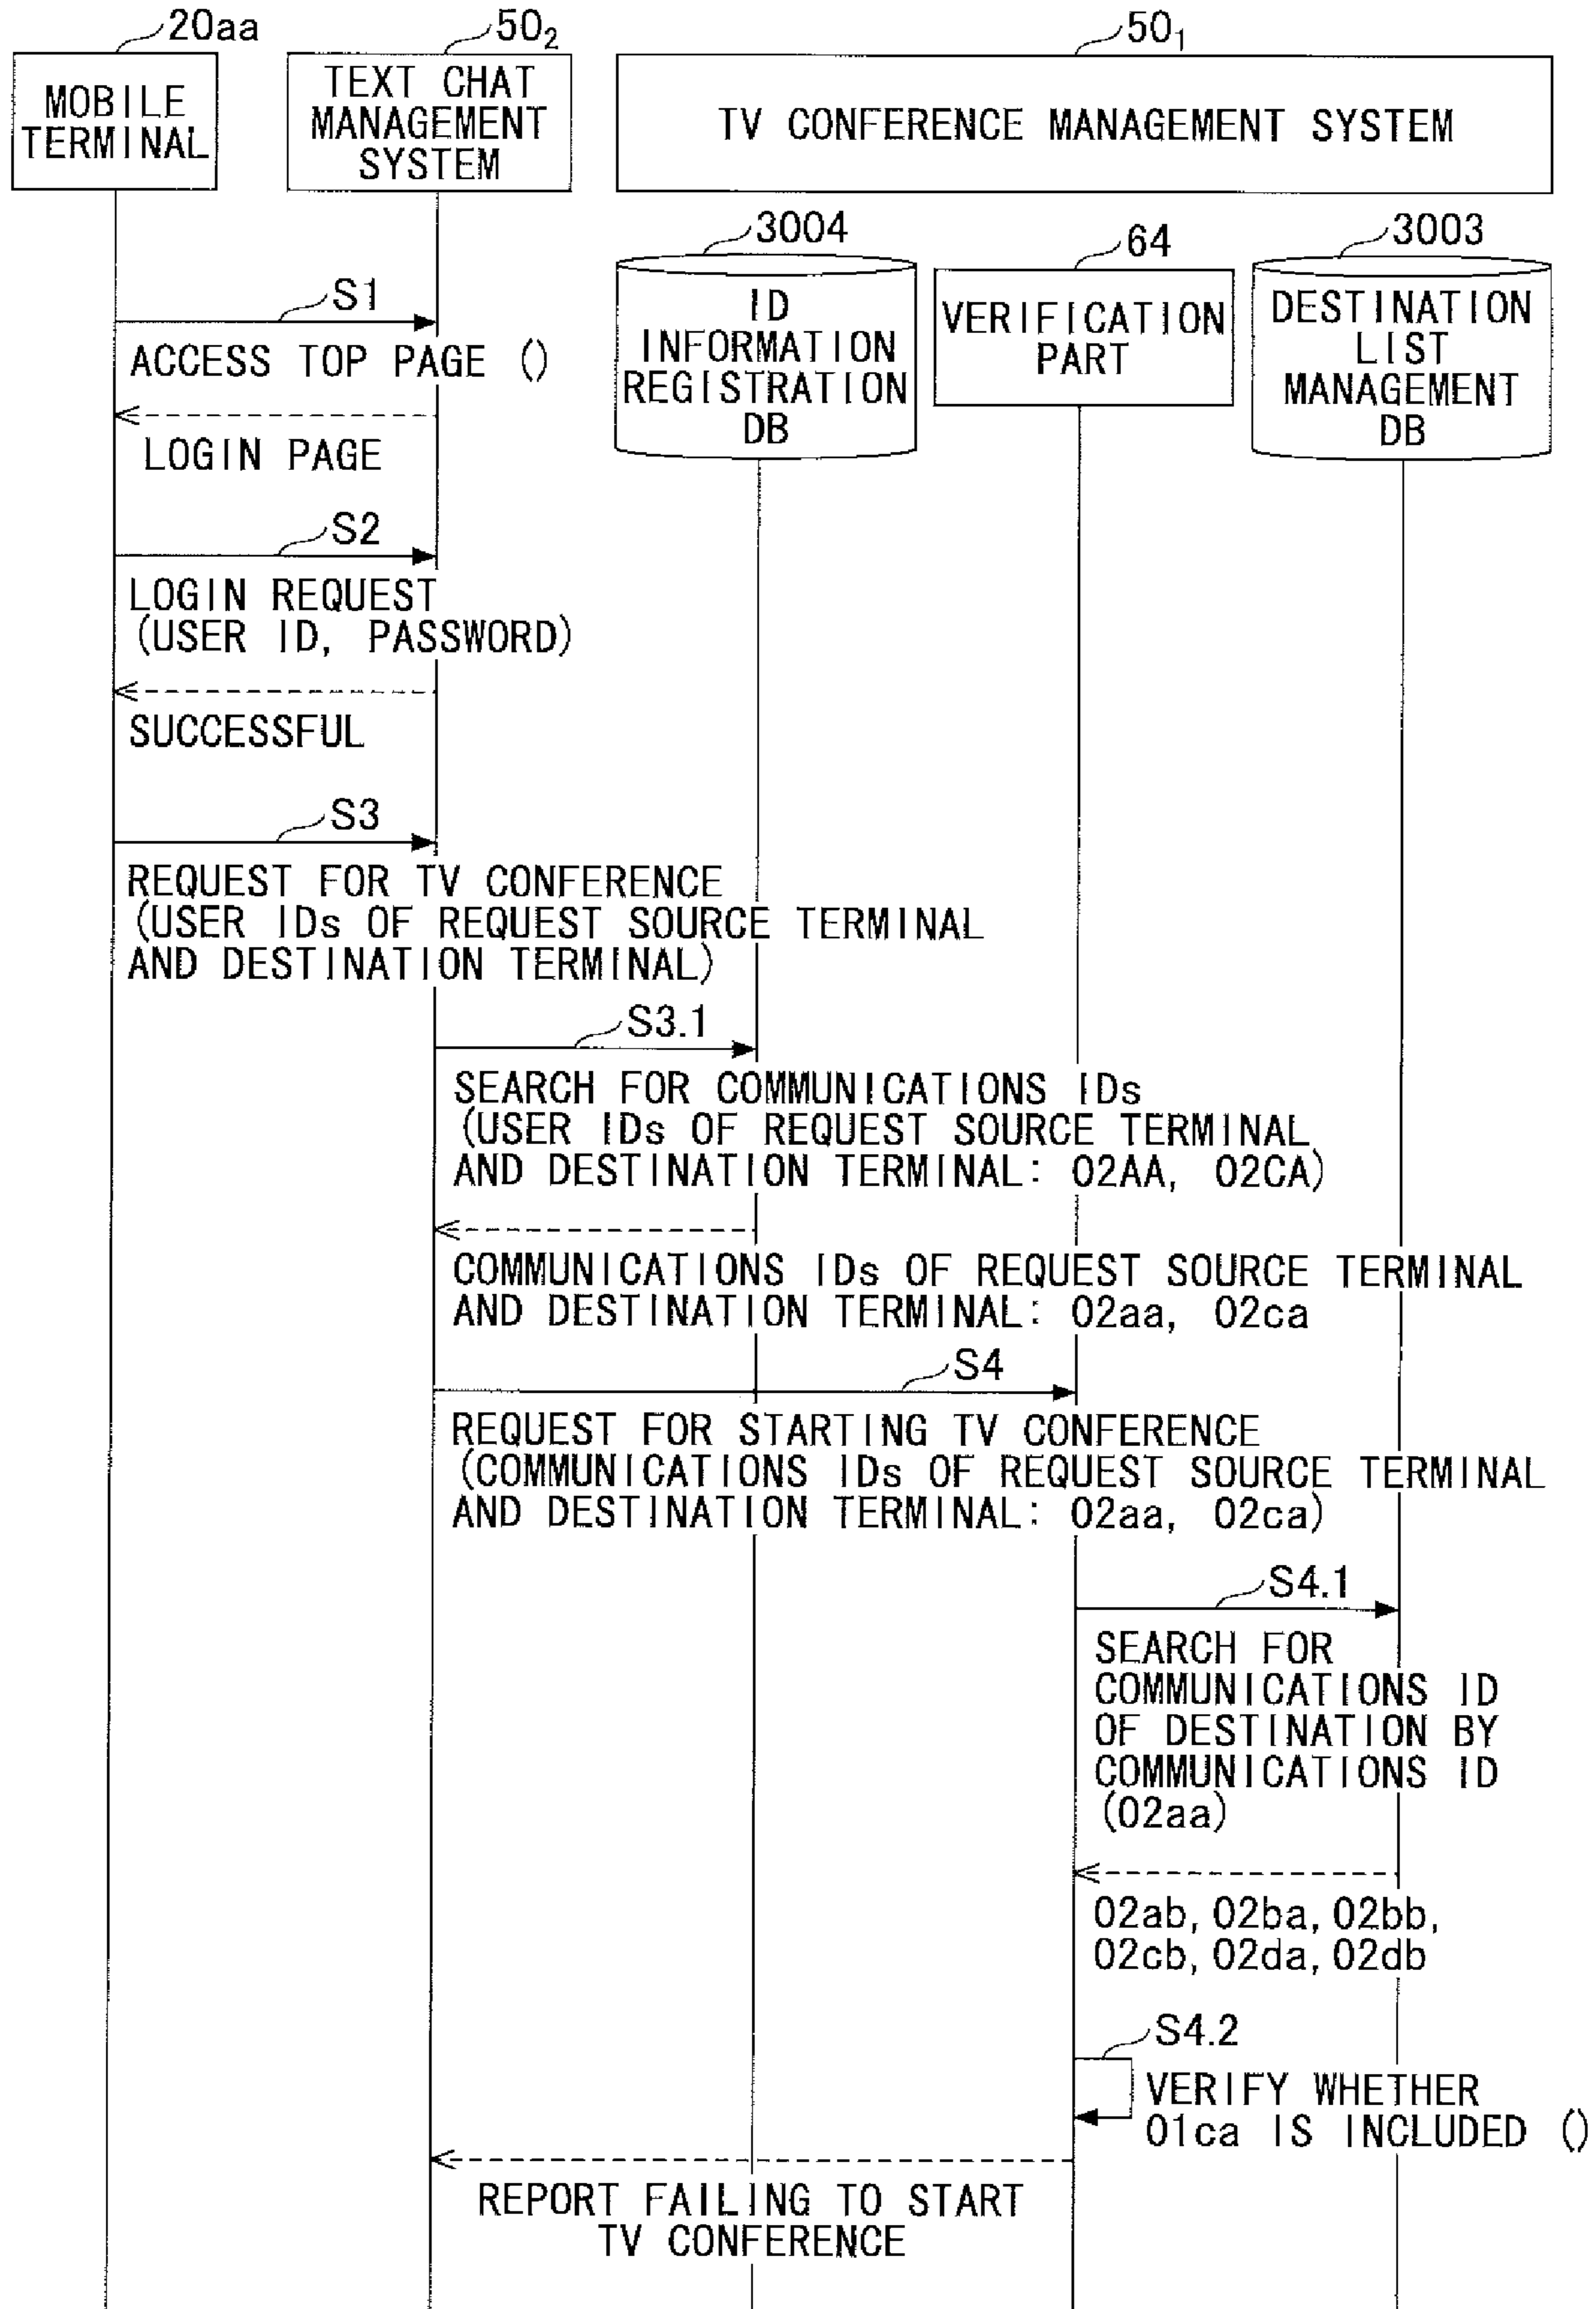 20aa
50₂
50₁
MOBILE
TERMINAL
TEXT CHAT
MANAGEMENT
SYSTEM
TV CONFERENCE MANAGEMENT SYSTEM
3004
64
3003
ID
INFORMATION
REGISTRATION
DB
VERIFICATION
PART
DESTINATION
LIST
MANAGEMENT
DB
S1
ACCESS TOP PAGE ()
LOGIN PAGE
S2
LOGIN REQUEST
(USER ID, PASSWORD)
SUCCESSFUL
S3
REQUEST FOR TV CONFERENCE
(USER IDs OF REQUEST SOURCE TERMINAL
AND DESTINATION TERMINAL)
S3.1
SEARCH FOR COMMUNICATIONS IDs
(USER IDs OF REQUEST SOURCE TERMINAL
AND DESTINATION TERMINAL: 02AA, 02CA)
COMMUNICATIONS IDs OF REQUEST SOURCE TERMINAL
AND DESTINATION TERMINAL: 02aa, 02ca
S4
REQUEST FOR STARTING TV CONFERENCE
(COMMUNICATIONS IDs OF REQUEST SOURCE TERMINAL
AND DESTINATION TERMINAL: 02aa, 02ca)
S4.1
SEARCH FOR
COMMUNICATIONS ID
OF DESTINATION BY
COMMUNICATIONS ID
(02aa)
02ab, 02ba, 02bb,
02cb, 02da, 02db
S4.2
VERIFY WHETHER
01ca IS INCLUDED ()
REPORT FAILING TO START
TV CONFERENCE